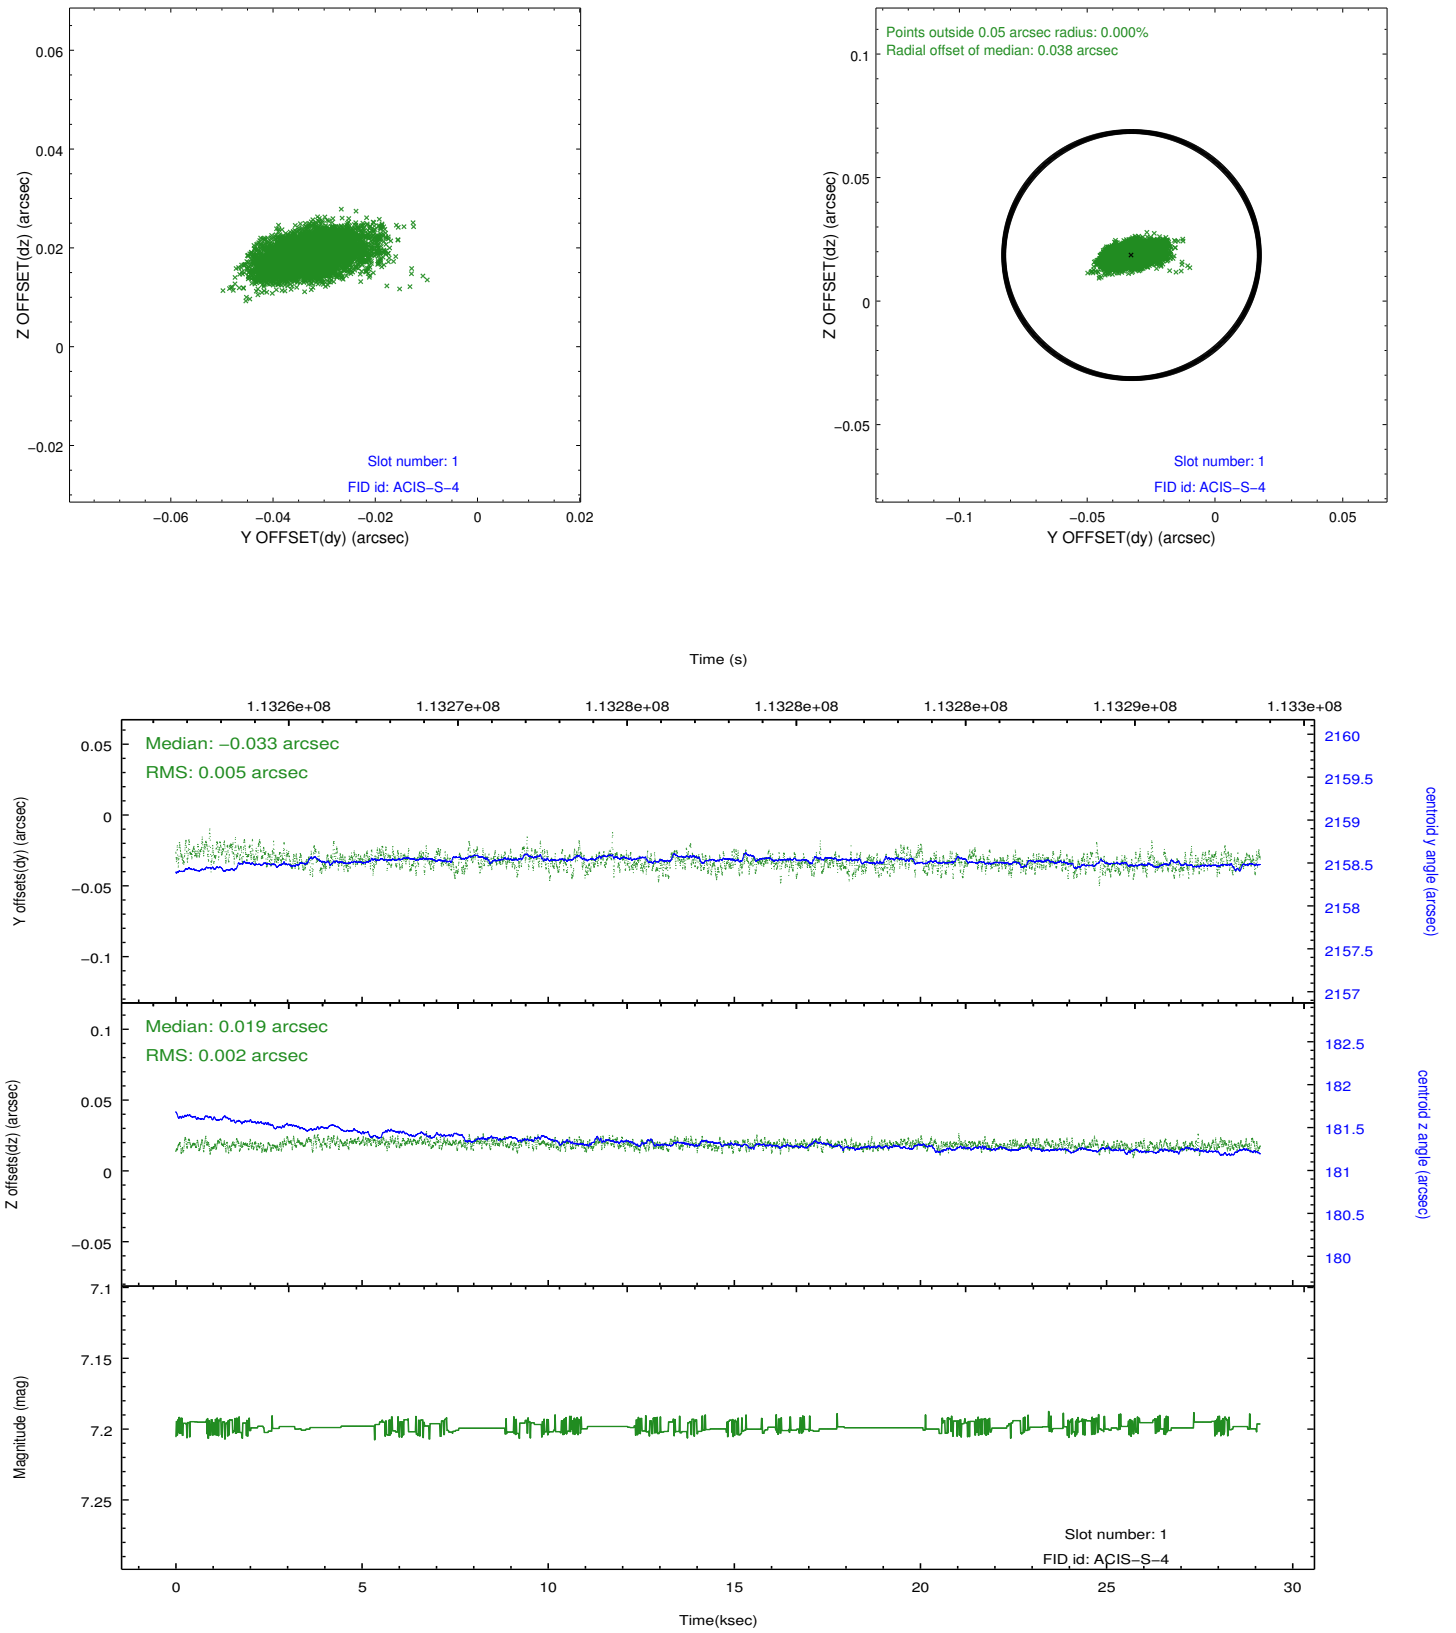 0.06
0.04
0.02
0
−0.02
Z OFFSET(dz) (arcsec)
Slot number: 1
FID id: ACIS−S−4
−0.06
−0.04
−0.02
0
0.02
Y OFFSET(dy) (arcsec)
Points outside 0.05 arcsec radius: 0.000%
Radial offset of median: 0.038 arcsec
0.1
0.05
0
−0.05
Z OFFSET(dz) (arcsec)
Slot number: 1
FID id: ACIS−S−4
−0.1
−0.05
0
0.05
Y OFFSET(dy) (arcsec)
Time (s)
1.1326e+08
1.1327e+08
1.1328e+08
1.1328e+08
1.1328e+08
1.1329e+08
1.133e+08
Median: −0.033 arcsec
RMS: 0.005 arcsec
0.05
0
−0.05
−0.1
Y offsets(dy) (arcsec)
2160
2159.5
2159
2158.5
2158
2157.5
2157
centroid y angle (arcsec)
Median: 0.019 arcsec
RMS: 0.002 arcsec
0.1
0.05
0
−0.05
Z offsets(dz) (arcsec)
182.5
182
181.5
181
180.5
180
centroid z angle (arcsec)
7.1
7.15
7.2
7.25
Magnitude (mag)
Slot number: 1
FID id: ACIS−S−4
0
5
10
15
20
25
30
Time(ksec)